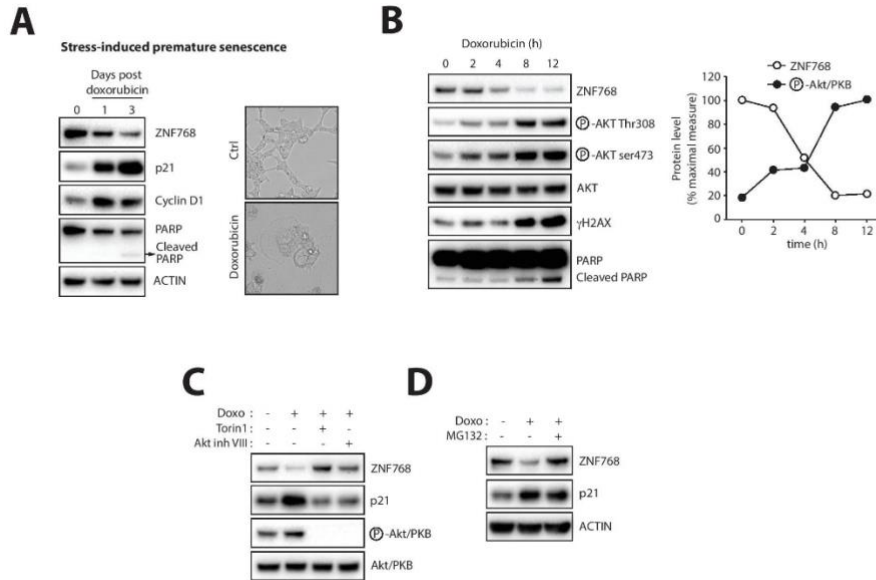 A
Stress-induced premature senescence
Days post
doxorubicin
0 1 3
ZNF768
p21
Cyclin D1
PARP
Cleaved
PARP
ACTIN
Ctrl
Doxorubicin
B
Doxorubicin (h)
0 2 4 8 12
ZNF768
Ⓟ-AKT Thr308
Ⓟ-AKT ser473
AKT
γH2AX
PARP
Cleaved PARP
ZNF768
Ⓟ-Akt/PKB
Protein level
(% maximal measure)
120
100
80
60
40
20
0
0 2 4 8 12
time (h)
C
Doxo : - + + +
Torin1 : - - + -
Akt inh VIII : - - - +
ZNF768
p21
Ⓟ-Akt/PKB
Akt/PKB
D
Doxo : - + +
MG132 : - - +
ZNF768
p21
ACTIN